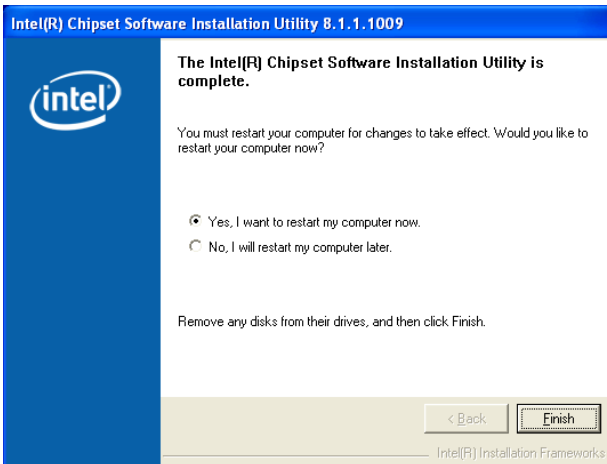 Intel(R) Chipset Software Installation Utility 8.1.1.1009
intel
The Intel(R) Chipset Software Installation Utility is
complete.
You must restart your computer for changes to take effect. Would you like to
restart your computer now?
Yes, I want to restart my computer now.
No, I will restart my computer later.
Remove any disks from their drives, and then click Finish.
< Back
Finish
Intel(R) Installation Frameworks